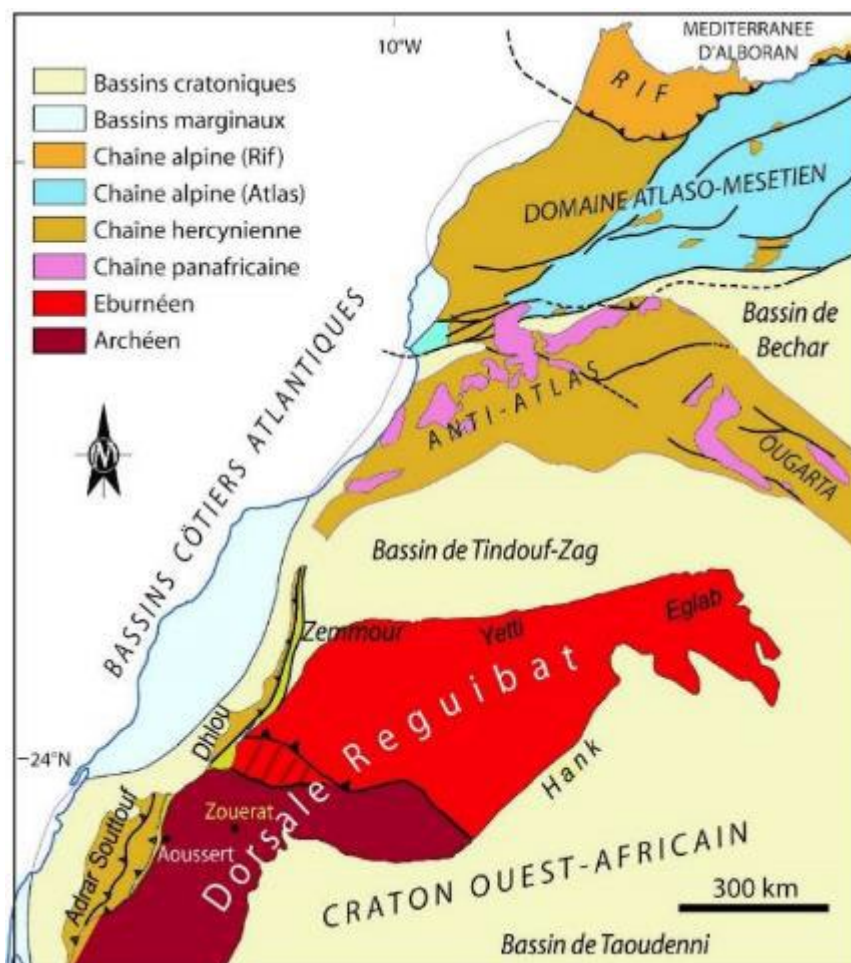 10°W
MEDITERRANEE
D'ALBORAN
RIF
Bassins cratoniques
Bassins marginaux
Chaîne alpine (Rif)
Chaîne alpine (Atlas)
Chaîne hercynienne
Chaîne panafricaine
Eburnéen
Archéen
DOMAINE ATLASO-MESETIEN
Bassin de
Bechar
BASSINS CÖTIERS ATLANTIQUES
N
ANTI-ATLAS
OUGARTA
Bassin de Tindouf-Zag
Zemmour
Yetti
Eglab
Dhlou
Dorsale Reguibat
24°N
Hank
Zouerat
Aoussert
Adrar Souttouf
CRATON OUEST-AFRICAIN
300 km
Bassin de Taoudenni